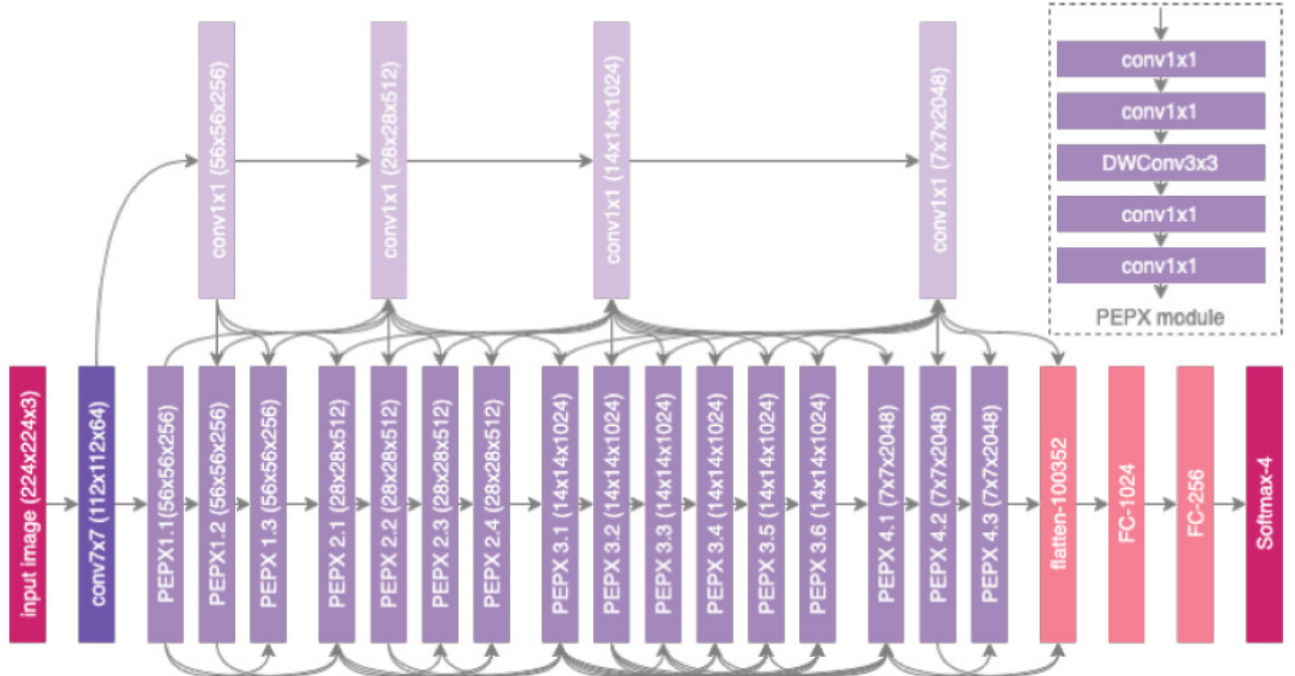 conv1x1 (56x56x256)
conv1x1 (28x28x512)
conv1x1 (14x14x1024)
conv1x1 (7x7x2048)
conv1x1
conv1x1
DWConv3x3
conv1x1
conv1x1
PEPX module
input image (224x224x3)
conv7x7 (112x112x64)
PEPX1.1(56x56x256)
PEPX1.2 (56x56x256)
PEPX 1.3 (56x56x256)
PEPX 2.1 (28x28x512)
PEPX 2.2 (28x28x512)
PEPX 2.3 (28x28x512)
PEPX 2.4 (28x28x512)
PEPX 3.1 (14x14x1024)
PEPX 3.2 (14x14x1024)
PEPX 3.3 (14x14x1024)
PEPX 3.4 (14x14x1024)
PEPX 3.5 (14x14x1024)
PEPX 3.6 (14x14x1024)
PEPX 4.1 (7x7x2048)
PEPX 4.2 (7x7x2048)
PEPX 4.3 (7x7x2048)
flatten-100352
FC-1024
FC-256
Softmax-4